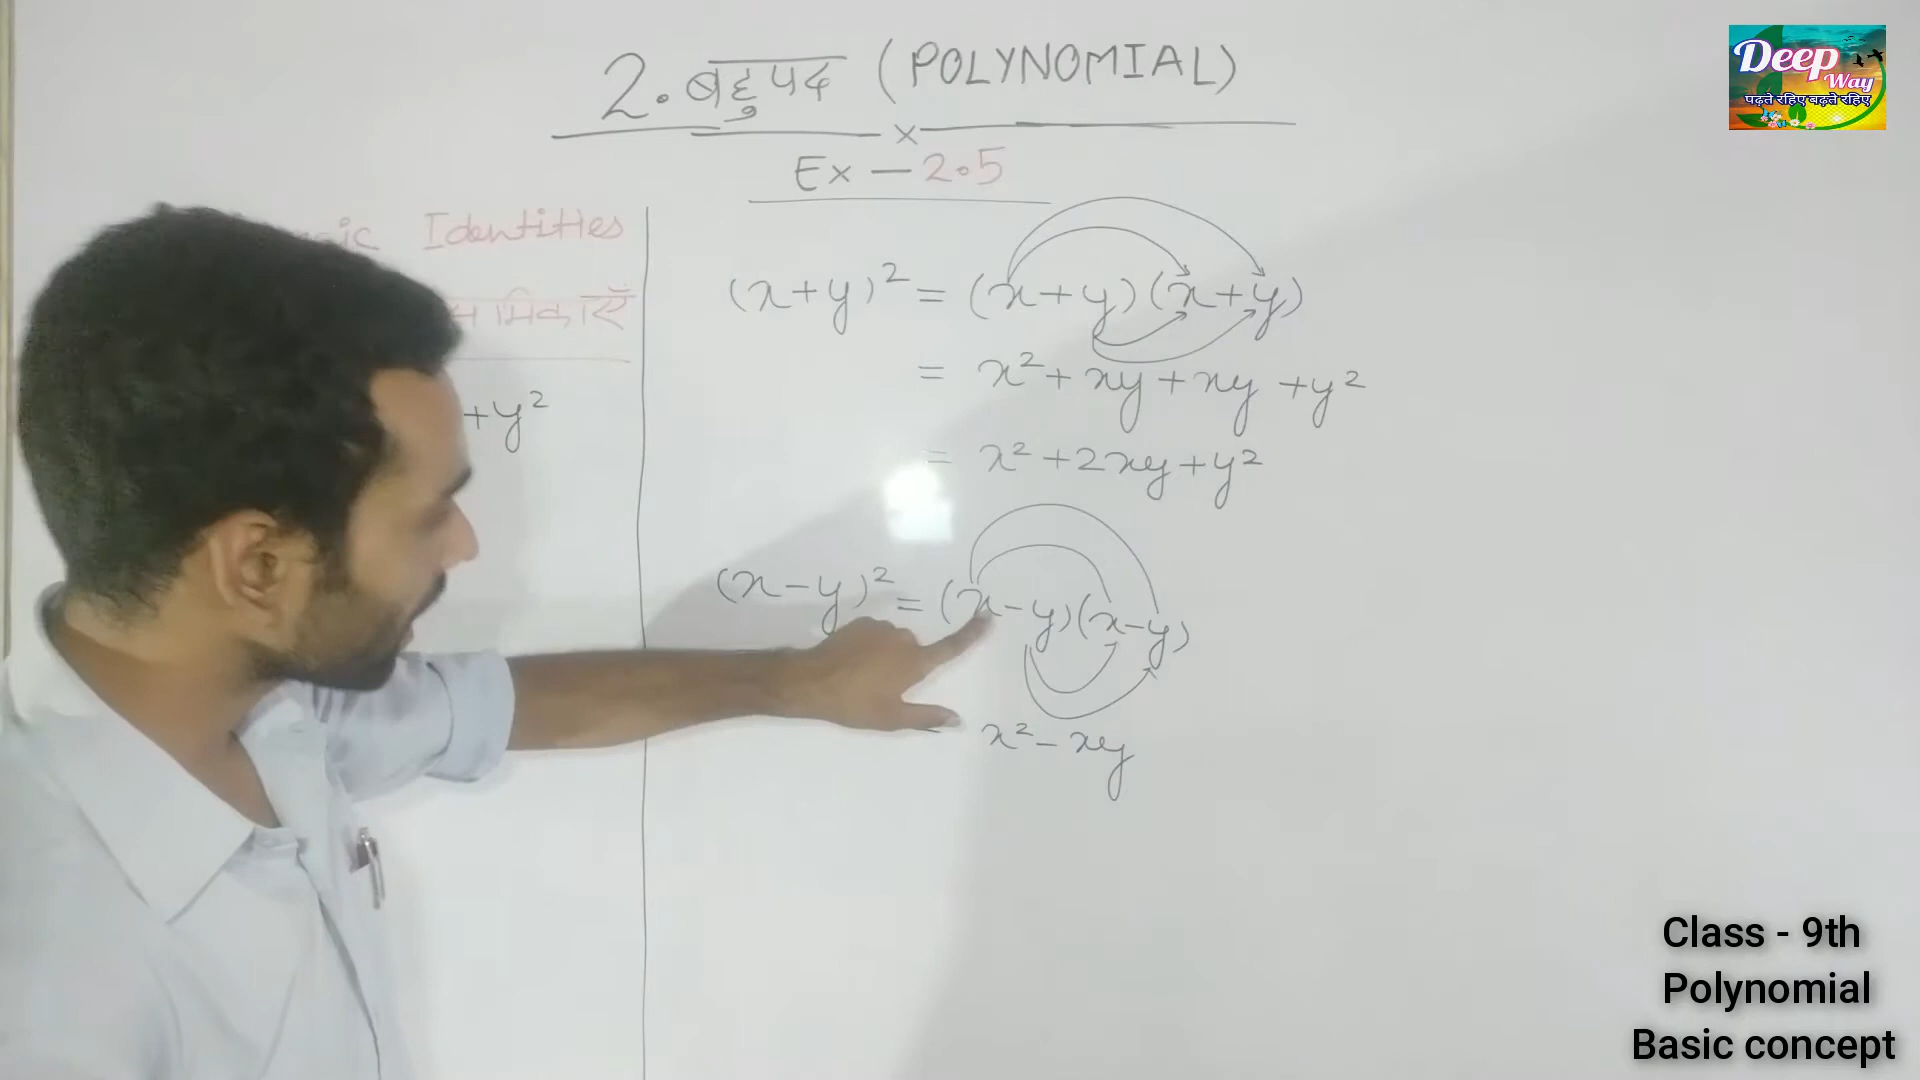 2. बहुपद (POLYNOMIAL)
x
Ex - 2.5
Identities
+y²
(x+y)² = (x+y)(x+y)
= x² + xy + xy + y²
= x² + 2xy + y²
(x-y)² = (x-y)(x-y)
x² - xy
Deep
Way
पढ़ते रहिए बढ़ते रहिए
Class - 9th
Polynomial
Basic concept